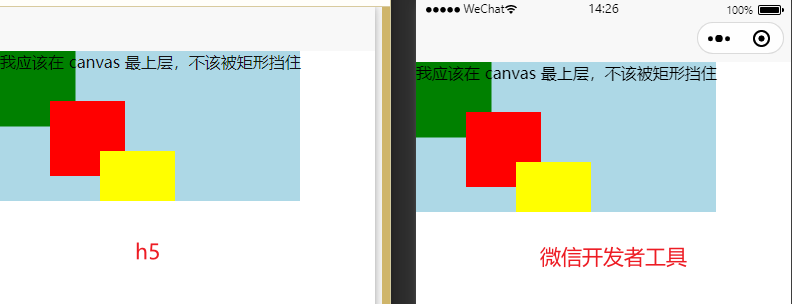 ●●●●● WeChat 14:26 100%
我应该在 canvas 最上层，不该被矩形挡住
我应该在 canvas 最上层，不该被矩形挡住
h5
微信开发者工具